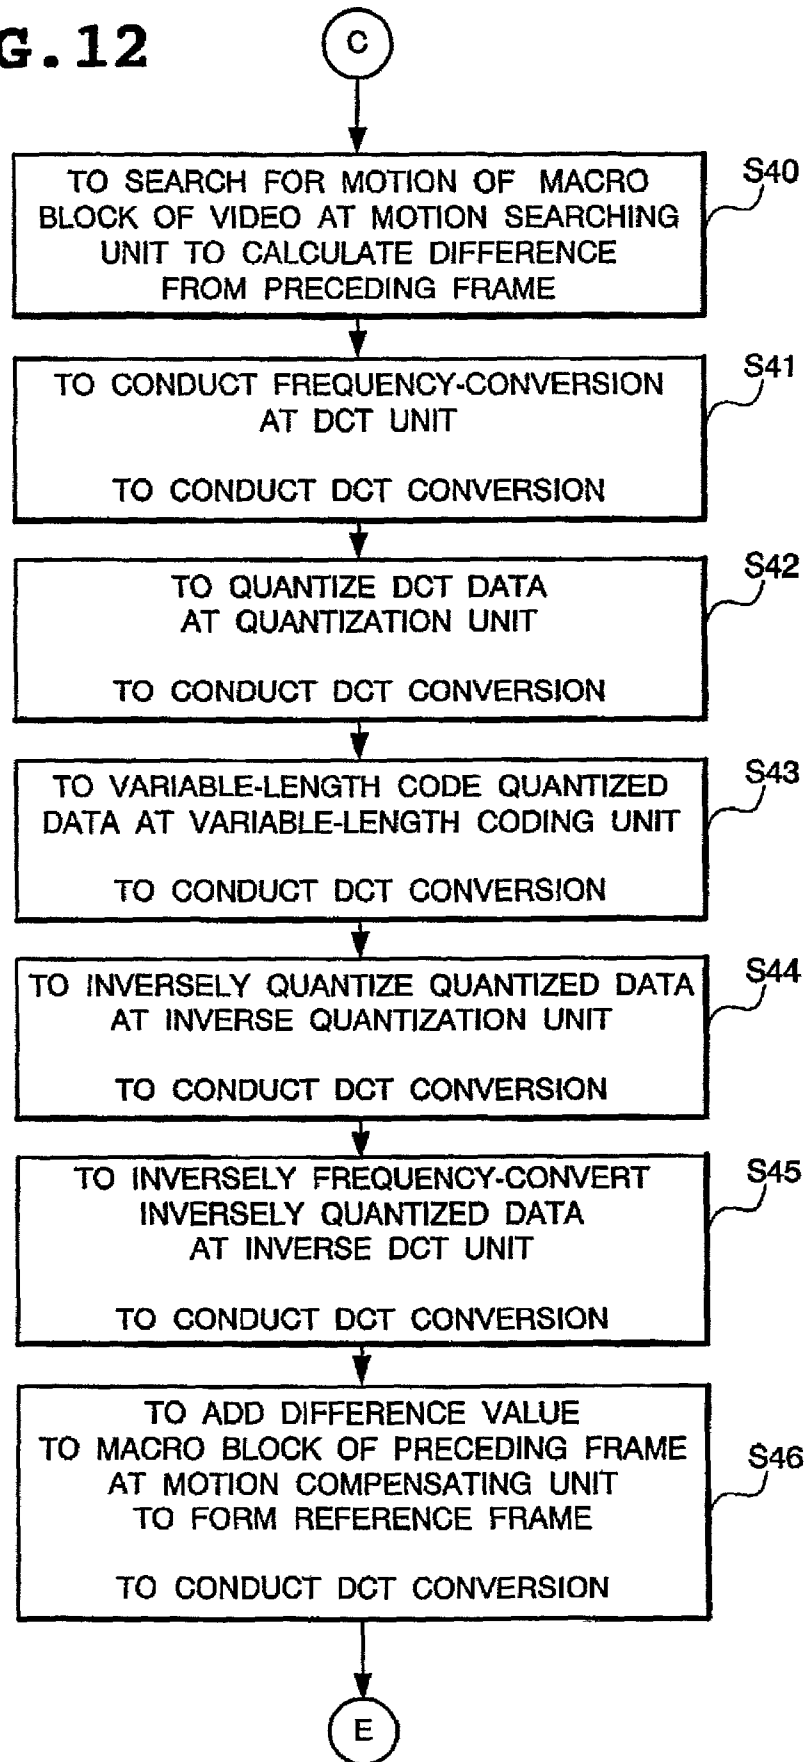 G.12
C
TO SEARCH FOR MOTION OF MACRO
BLOCK OF VIDEO AT MOTION SEARCHING
UNIT TO CALCULATE DIFFERENCE
FROM PRECEDING FRAME
S40
TO CONDUCT FREQUENCY-CONVERSION
AT DCT UNIT
TO CONDUCT DCT CONVERSION
S41
TO QUANTIZE DCT DATA
AT QUANTIZATION UNIT
TO CONDUCT DCT CONVERSION
S42
TO VARIABLE-LENGTH CODE QUANTIZED
DATA AT VARIABLE-LENGTH CODING UNIT
TO CONDUCT DCT CONVERSION
S43
TO INVERSELY QUANTIZE QUANTIZED DATA
AT INVERSE QUANTIZATION UNIT
TO CONDUCT DCT CONVERSION
S44
TO INVERSELY FREQUENCY-CONVERT
INVERSELY QUANTIZED DATA
AT INVERSE DCT UNIT
TO CONDUCT DCT CONVERSION
S45
TO ADD DIFFERENCE VALUE
TO MACRO BLOCK OF PRECEDING FRAME
AT MOTION COMPENSATING UNIT
TO FORM REFERENCE FRAME
TO CONDUCT DCT CONVERSION
S46
E